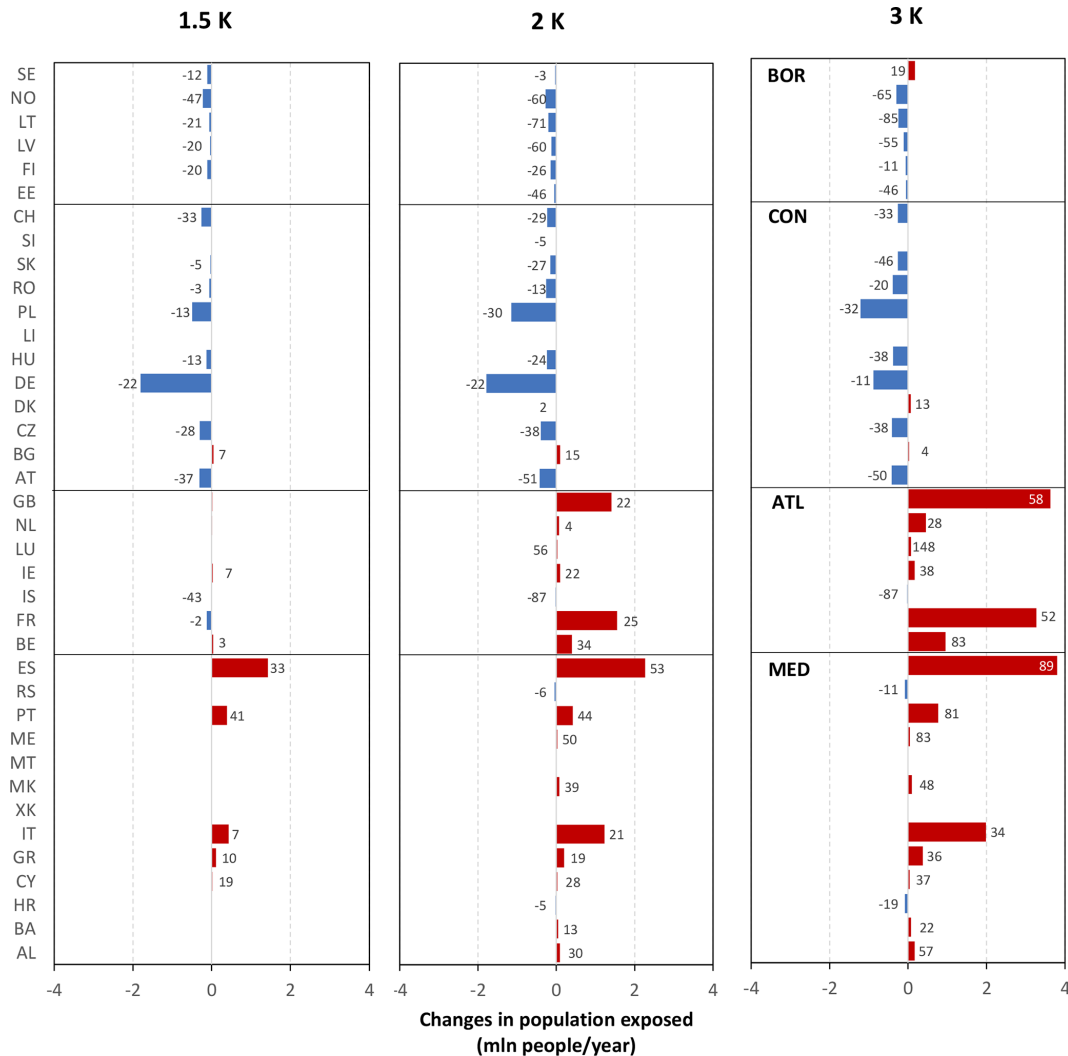 1.5 K 2 K 3 K
SE -12 -3 19 BOR
NO -47 -60 -65
LT -21 -71 -85
LV -20 -60 -55
FI -20 -26 -11
EE -46 -46
CH -33 -29 -33 CON
SI -5
SK -5 -27 -46
RO -3 -13 -20
PL -13 -30 -32
LI
HU -13 -24 -38
DE -22 -22 -11
DK 2 13
CZ -28 -38 -38
BG 7 15 4
AT -37 -51 -50
GB 22 ATL 58
NL 4 28
LU 56 148
IE 7 22 38
IS -43 -87 -87
FR -2 25 52
BE 3 34 83
ES 33 53 MED 89
RS -6 -11
PT 41 44 81
ME 50 83
MT
MK 39 48
XK
IT 7 21 34
GR 10 19 36
CY 19 28 37
HR -5 -19
BA 13 22
AL 30 57
-4 -2 0 2 4 -4 -2 0 2 4 -4 -2 0 2 4
Changes in population exposed
(mln people/year)